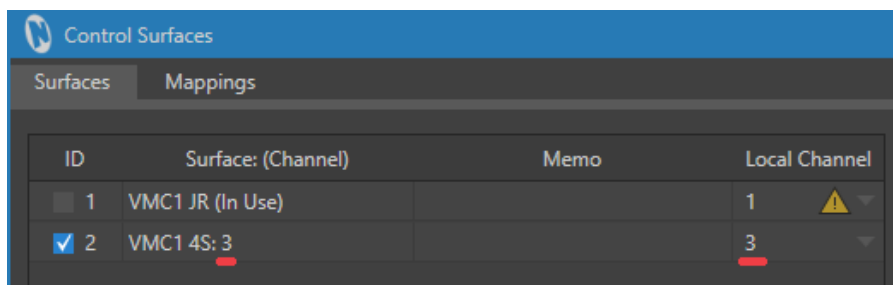 Control Surfaces
Surfaces Mappings
ID Surface: (Channel) Memo Local Channel
1 VMC1 JR (In Use) 1
2 VMC1 4S: 3 3